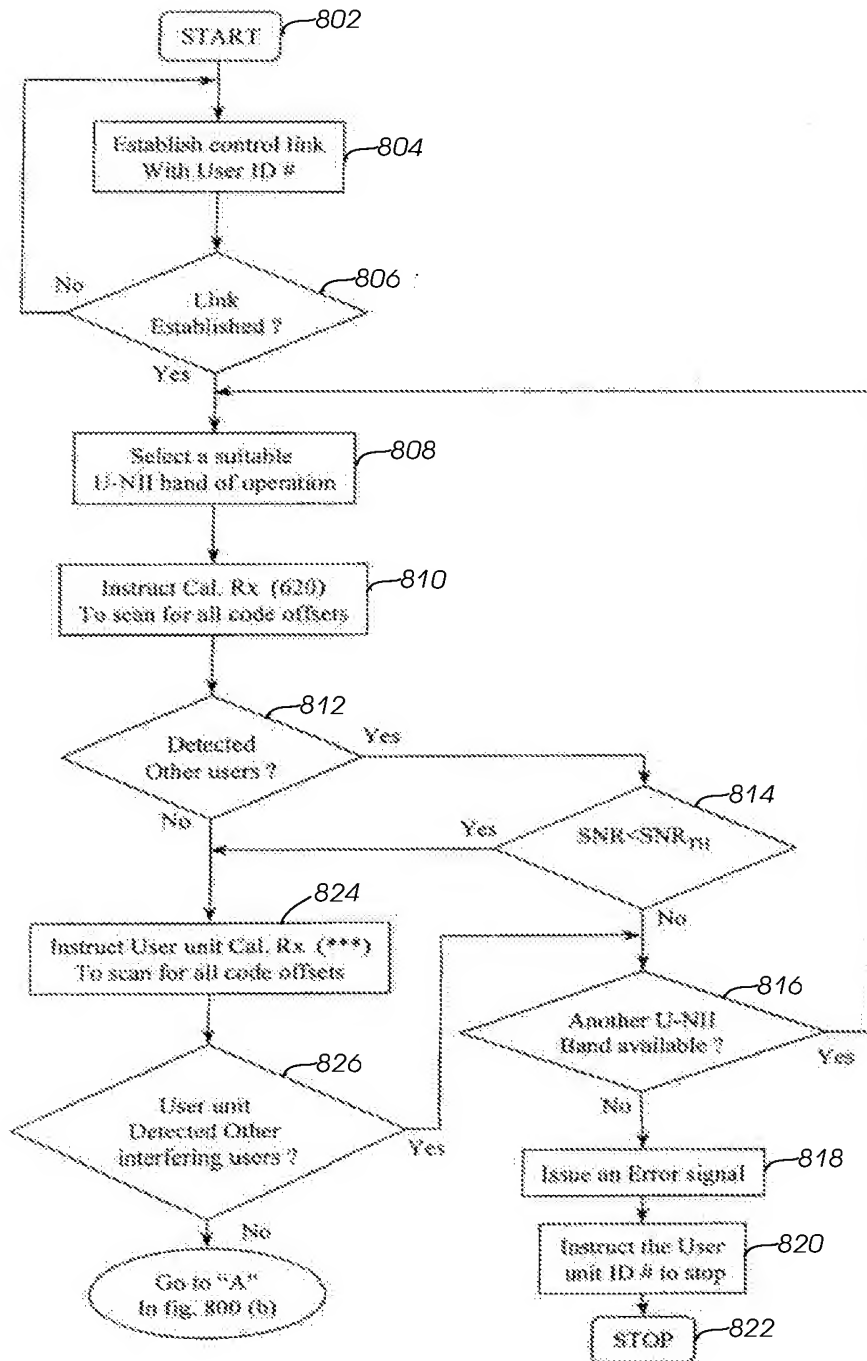 START
802
Establish control link
With User ID #
804
806
No
Link
Established ?
Yes
Select a suitable
U-NII band of operation
808
Instruct Cal. Rx (620)
To scan for all code offsets
810
812
Detected
Other users ?
Yes
No
814
SNR<SNRTH
Yes
No
824
Instruct User unit Cal. Rx (***)
To scan for all code offsets
816
Another U-NII
Band available ?
Yes
No
826
User unit
Detected Other
interfering users ?
Yes
No
Issue an Error signal
818
Instruct the User
unit ID # to stop
820
Go to "A"
In fig. 800 (b)
STOP
822